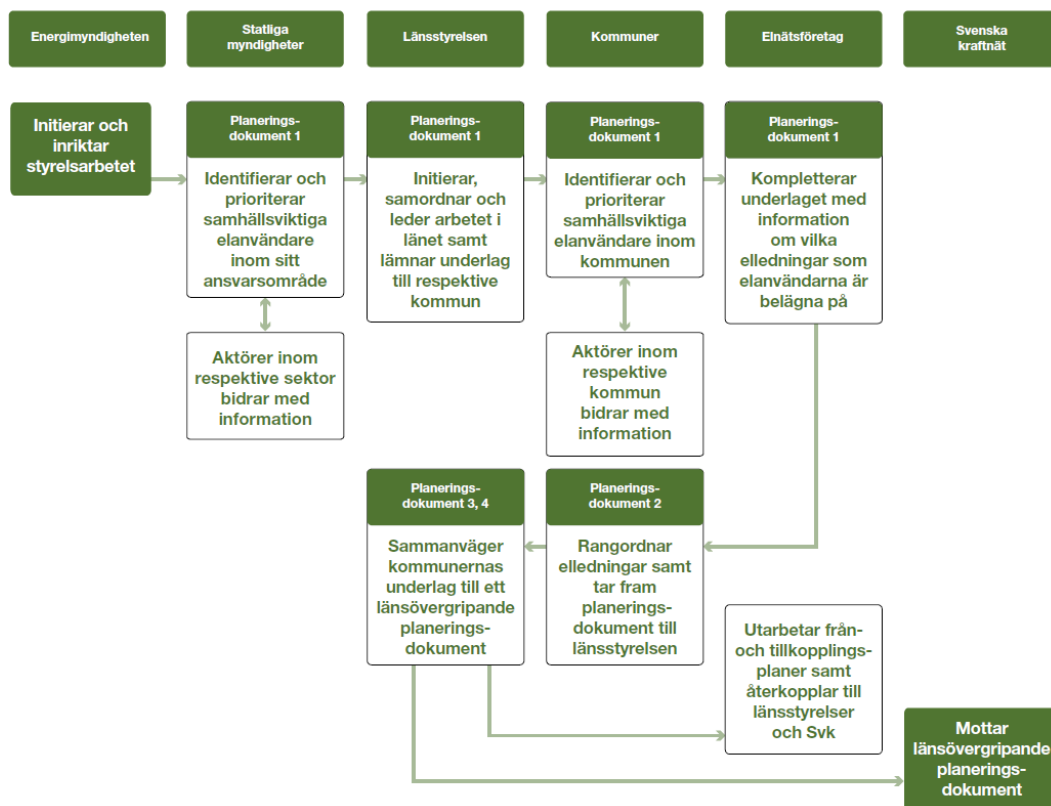 Energimyndigheten
Statliga
myndigheter
Länsstyrelsen
Kommuner
Elnätsföretag
Svenska
kraftnät
Initierar och
inriktar
styrelsarbetet
Planerings-
dokument 1
Identifierar och
prioriterar
samhällsviktiga
elanvändare
inom sitt
ansvarsområde
Planerings-
dokument 1
Initierar,
samordnar och
leder arbetet i
länet samt
lämnar underlag
till respektive
kommun
Planerings-
dokument 1
Identifierar och
prioriterar
samhällsviktiga
elanvändare inom
kommunen
Planerings-
dokument 1
Kompletterar
underlaget med
information
om vilka
elledningar som
elanvändarna är
belägna på
Aktörer inom
respektive sektor
bidrar med
information
Aktörer inom
respektive
kommun
bidrar med
information
Planerings-
dokument 3, 4
Sammanväger
kommunernas
underlag till ett
länsövergripande
planerings-
dokument
Planerings-
dokument 2
Rangordnar
elledningar samt
tar fram
planerings-
dokument till
länsstyrelsen
Utarbetar från-
och tillkopplings-
planer samt
återkopplar till
länsstyrelser
och Svk
Mottar
länsövergripande
planerings-
dokument